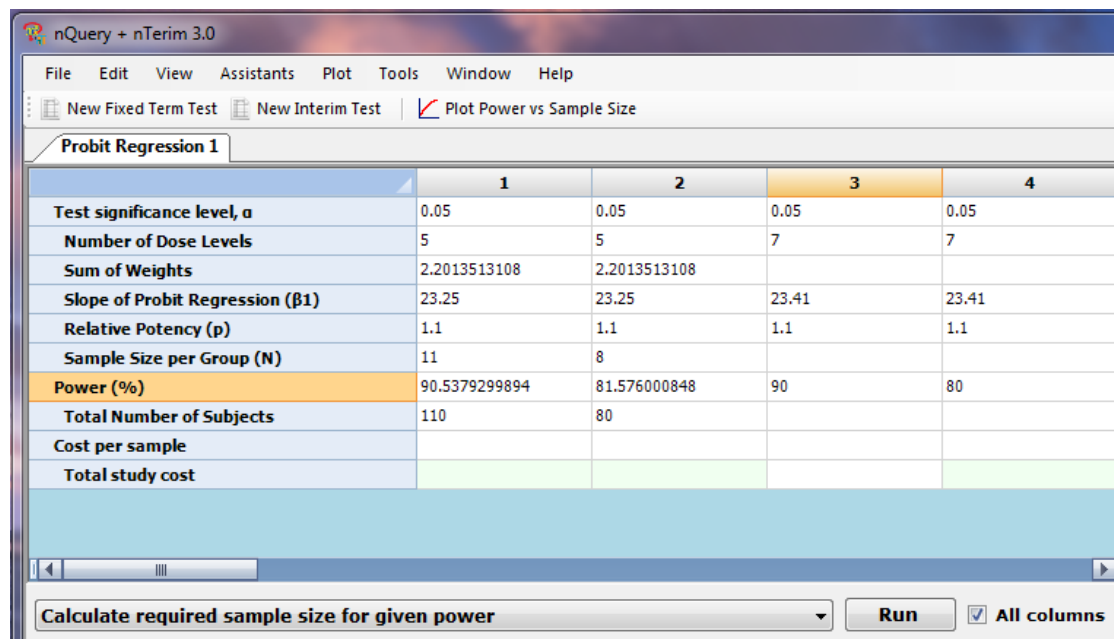 nQuery + nTerim 3.0
File Edit View Assistants Plot Tools Window Help
New Fixed Term Test New Interim Test Plot Power vs Sample Size
Probit Regression 1
1 2 3 4
Test significance level, α 0.05 0.05 0.05 0.05
Number of Dose Levels 5 5 7 7
Sum of Weights 2.2013513108 2.2013513108
Slope of Probit Regression (β1) 23.25 23.25 23.41 23.41
Relative Potency (p) 1.1 1.1 1.1 1.1
Sample Size per Group (N) 11 8
Power (%) 90.5379299894 81.576000848 90 80
Total Number of Subjects 110 80
Cost per sample
Total study cost
Calculate required sample size for given power Run All columns